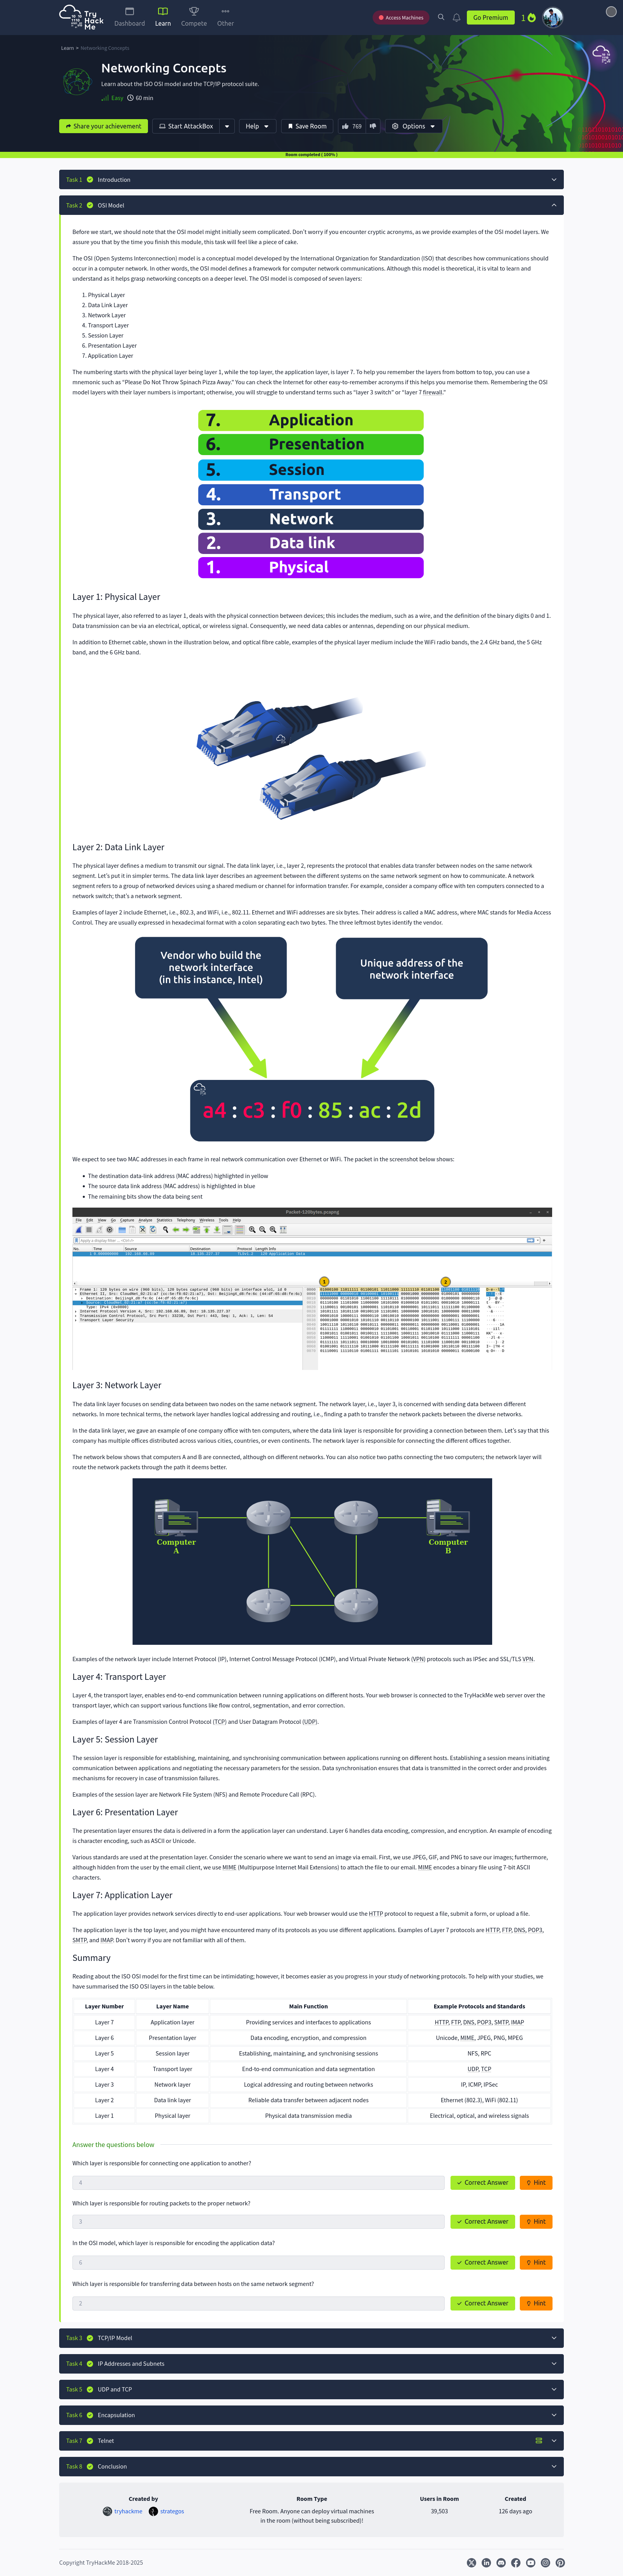 Try
Hack
Me
Dashboard
Learn
Compete
Other
Access Machines
Go Premium
1
Learn > Networking Concepts
Networking Concepts
Learn about the ISO OSI model and the TCP/IP protocol suite.
Easy 60 min
Share your achievement
Start AttackBox
Help
Save Room
769
Options
Room completed ( 100% )
Task 1 Introduction
Task 2 OSI Model
Before we start, we should note that the OSI model might initially seem complicated. Don't worry if you encounter cryptic acronyms, as we provide examples of the OSI model layers. We
assure you that by the time you finish this module, this task will feel like a piece of cake.
The OSI (Open Systems Interconnection) model is a conceptual model developed by the International Organization for Standardization (ISO) that describes how communications should
occur in a computer network. In other words, the OSI model defines a framework for computer network communications. Although this model is theoretical, it is vital to learn and
understand as it helps grasp networking concepts on a deeper level. The OSI model is composed of seven layers:
1. Physical Layer
2. Data Link Layer
3. Network Layer
4. Transport Layer
5. Session Layer
6. Presentation Layer
7. Application Layer
The numbering starts with the physical layer being layer 1, while the top layer, the application layer, is layer 7. To help you remember the layers from bottom to top, you can use a
mnemonic such as "Please Do Not Throw Spinach Pizza Away." You can check the Internet for other easy-to-remember acronyms if this helps you memorise them. Remembering the OSI
model layers with their layer numbers is important; otherwise, you will struggle to understand terms such as "layer 3 switch" or "layer 7 firewall."
7. Application
6. Presentation
5. Session
4. Transport
3. Network
2. Data link
1. Physical
Layer 1: Physical Layer
The physical layer, also referred to as layer 1, deals with the physical connection between devices; this includes the medium, such as a wire, and the definition of the binary digits 0 and 1.
Data transmission can be via an electrical, optical, or wireless signal. Consequently, we need data cables or antennas, depending on our physical medium.
In addition to Ethernet cable, shown in the illustration below, and optical fibre cable, examples of the physical layer medium include the WiFi radio bands, the 2.4 GHz band, the 5 GHz
band, and the 6 GHz band.
Layer 2: Data Link Layer
The physical layer defines a medium to transmit our signal. The data link layer, i.e., layer 2, represents the protocol that enables data transfer between nodes on the same network
segment. Let's put it in simpler terms. The data link layer describes an agreement between the different systems on the same network segment on how to communicate. A network
segment refers to a group of networked devices using a shared medium or channel for information transfer. For example, consider a company office with ten computers connected to a
network switch; that's a network segment.
Examples of layer 2 include Ethernet, i.e., 802.3, and WiFi, i.e., 802.11. Ethernet and WiFi addresses are six bytes. Their address is called a MAC address, where MAC stands for Media Access
Control. They are usually expressed in hexadecimal format with a colon separating each two bytes. The three leftmost bytes identify the vendor.
Vendor who build the
network interface
(in this instance, Intel)
Unique address of the
network interface
a4 : c3 : f0 : 85 : ac : 2d
We expect to see two MAC addresses in each frame in real network communication over Ethernet or WiFi. The packet in the screenshot below shows:
• The destination data-link address (MAC address) highlighted in yellow
• The source data link address (MAC address) is highlighted in blue
• The remaining bits show the data being sent
Packet-120bytes.pcapng
File Edit View Go Capture Analyze Statistics Telephony Wireless Tools Help
No. Time Source Destination Protocol Length Info
1
2
Layer 3: Network Layer
The data link layer focuses on sending data between two nodes on the same network segment. The network layer, i.e., layer 3, is concerned with sending data between different
networks. In more technical terms, the network layer handles logical addressing and routing, i.e., finding a path to transfer the network packets between the diverse networks.
In the data link layer, we gave an example of one company office with ten computers, where the data link layer is responsible for providing a connection between them. Let's say that this
company has multiple offices distributed across various cities, countries, or even continents. The network layer is responsible for connecting the different offices together.
The network below shows that computers A and B are connected, although on different networks. You can also notice two paths connecting the two computers; the network layer will
route the network packets through the path it deems better.
Computer
A
Computer
B
Examples of the network layer include Internet Protocol (IP), Internet Control Message Protocol (ICMP), and Virtual Private Network (VPN) protocols such as IPSec and SSL/TLS VPN.
Layer 4: Transport Layer
Layer 4, the transport layer, enables end-to-end communication between running applications on different hosts. Your web browser is connected to the TryHackMe web server over the
transport layer, which can support various functions like flow control, segmentation, and error correction.
Examples of layer 4 are Transmission Control Protocol (TCP) and User Datagram Protocol (UDP).
Layer 5: Session Layer
The session layer is responsible for establishing, maintaining, and synchronising communication between applications running on different hosts. Establishing a session means initiating
communication between applications and negotiating the necessary parameters for the session. Data synchronisation ensures that data is transmitted in the correct order and provides
mechanisms for recovery in case of transmission failures.
Examples of the session layer are Network File System (NFS) and Remote Procedure Call (RPC).
Layer 6: Presentation Layer
The presentation layer ensures the data is delivered in a form the application layer can understand. Layer 6 handles data encoding, compression, and encryption. An example of encoding
is character encoding, such as ASCII or Unicode.
Various standards are used at the presentation layer. Consider the scenario where we want to send an image via email. First, we use JPEG, GIF, and PNG to save our images; furthermore,
although hidden from the user by the email client, we use MIME (Multipurpose Internet Mail Extensions) to attach the file to our email. MIME encodes a binary file using 7-bit ASCII
characters.
Layer 7: Application Layer
The application layer provides network services directly to end-user applications. Your web browser would use the HTTP protocol to request a file, submit a form, or upload a file.
The application layer is the top layer, and you might have encountered many of its protocols as you use different applications. Examples of Layer 7 protocols are HTTP, FTP, DNS, POP3,
SMTP, and IMAP. Don't worry if you are not familiar with all of them.
Summary
Reading about the ISO OSI model for the first time can be intimidating; however, it becomes easier as you progress in your study of networking protocols. To help with your studies, we
have summarised the ISO OSI layers in the table below.
Layer Number Layer Name Main Function Example Protocols and Standards
Layer 7 Application layer Providing services and interfaces to applications HTTP, FTP, DNS, POP3, SMTP, IMAP
Layer 6 Presentation layer Data encoding, encryption, and compression Unicode, MIME, JPEG, PNG, MPEG
Layer 5 Session layer Establishing, maintaining, and synchronising sessions NFS, RPC
Layer 4 Transport layer End-to-end communication and data segmentation UDP, TCP
Layer 3 Network layer Logical addressing and routing between networks IP, ICMP, IPSec
Layer 2 Data link layer Reliable data transfer between adjacent nodes Ethernet (802.3), WiFi (802.11)
Layer 1 Physical layer Physical data transmission media Electrical, optical, and wireless signals
Answer the questions below
Which layer is responsible for connecting one application to another?
4 Correct Answer Hint
Which layer is responsible for routing packets to the proper network?
3 Correct Answer Hint
In the OSI model, which layer is responsible for encoding the application data?
6 Correct Answer Hint
Which layer is responsible for transferring data between hosts on the same network segment?
2 Correct Answer Hint
Task 3 TCP/IP Model
Task 4 IP Addresses and Subnets
Task 5 UDP and TCP
Task 6 Encapsulation
Task 7 Telnet
Task 8 Conclusion
Created by Room Type Users in Room Created
tryhackme strategos Free Room. Anyone can deploy virtual machines 39,503 126 days ago
in the room (without being subscribed)!
Copyright TryHackMe 2018-2025